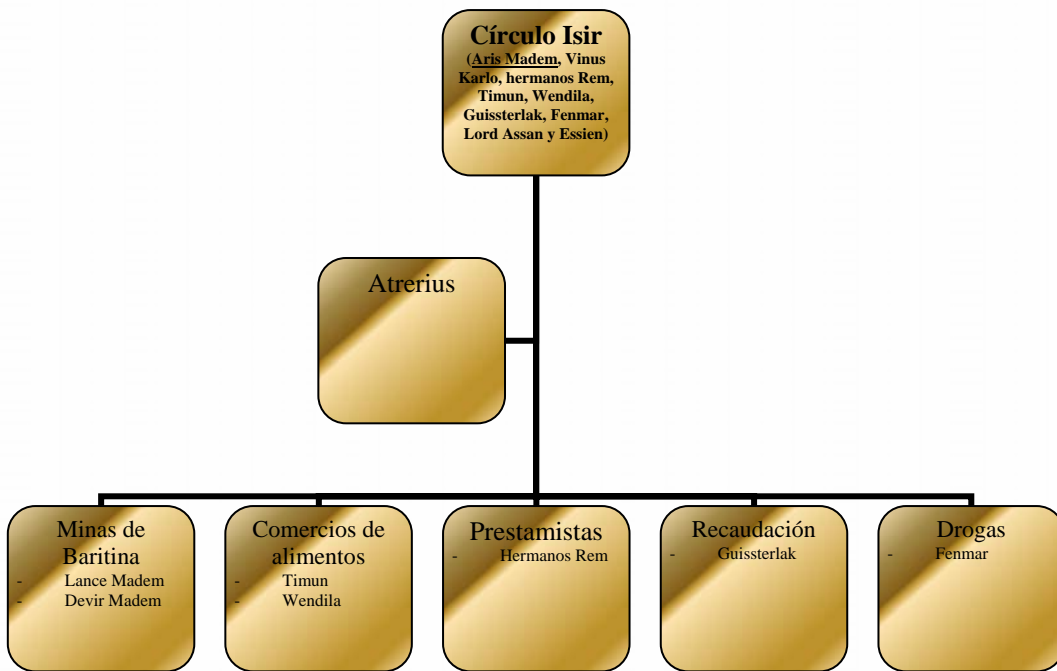 Círculo Isir
(Aris Madem, Vinus
Karlo, hermanos Rem,
Timun, Wendila,
Guissterlak, Fenmar,
Lord Assan y Essien)
Atrerius
Minas de
Baritina
- Lance Madem
- Devir Madem
Comercios de
alimentos
- Timun
- Wendila
Prestamistas
- Hermanos Rem
Recaudación
- Guissterlak
Drogas
- Fenmar